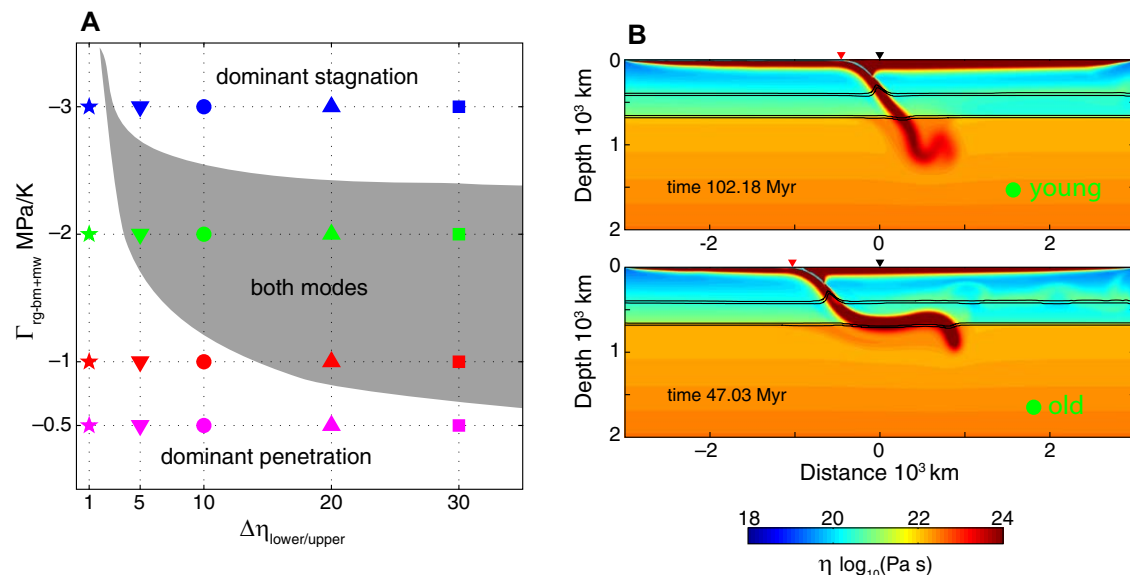 A
dominant stagnation
both modes
dominant penetration
–3
–2
–1
–0.5
Γrg-bm+mw MPa/K
1 5 10 20 30
Δηlower/upper
B
0
1
2
Depth 10³ km
time 102.18 Myr
young
-2 0 2
0
1
2
Depth 10³ km
time 47.03 Myr
old
–2 0 2
Distance 10³ km
18 20 22 24
η log10(Pa s)